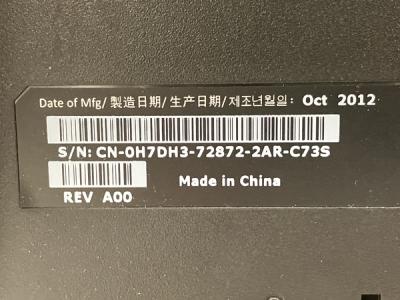 Date of Mfg/ 製造日期/ 生产日期/ 제조년월일: Oct 2012
S/N: CN-0H7DH3-72872-2AR-C73S
REV A00
Made in China